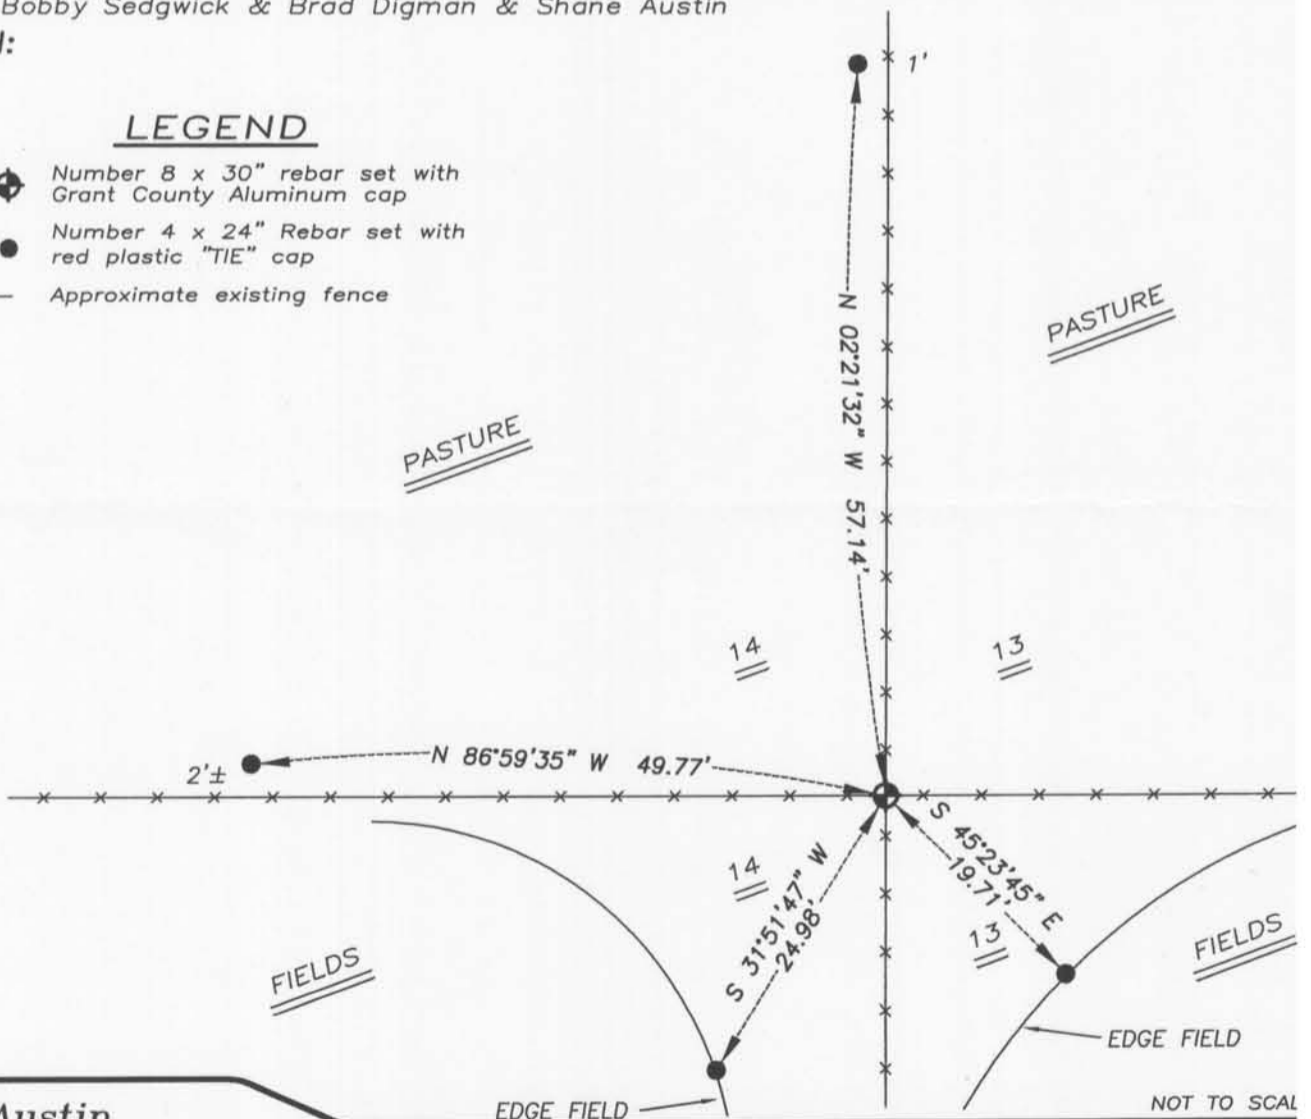 Bobby Sedgwick & Brad Digman & Shane Austin
LEGEND
Number 8 x 30" rebar set with
Grant County Aluminum cap
Number 4 x 24" Rebar set with
red plastic "TIE" cap
Approximate existing fence
1'
PASTURE
PASTURE
N 02°21'32" W 57.14'
14
13
N 86°59'35" W 49.77'
2'±
S 45°23'45" E
19.71'
14
S 31°51'47" W
24.98'
13
FIELDS
FIELDS
EDGE FIELD
EDGE FIELD
NOT TO SCAL
Austin